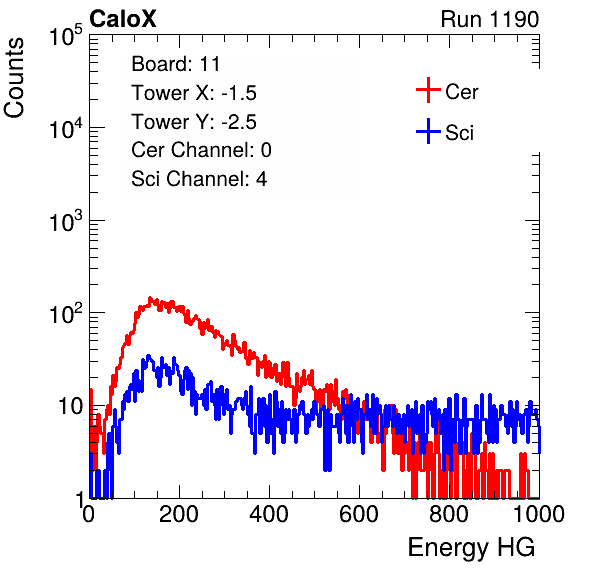 CaloX Run 1190
Counts
10^5
10^4
10^3
10^2
10
1
Board: 11
Tower X: -1.5
Tower Y: -2.5
Cer Channel: 0
Sci Channel: 4
Cer
Sci
0 200 400 600 800 1000
Energy HG